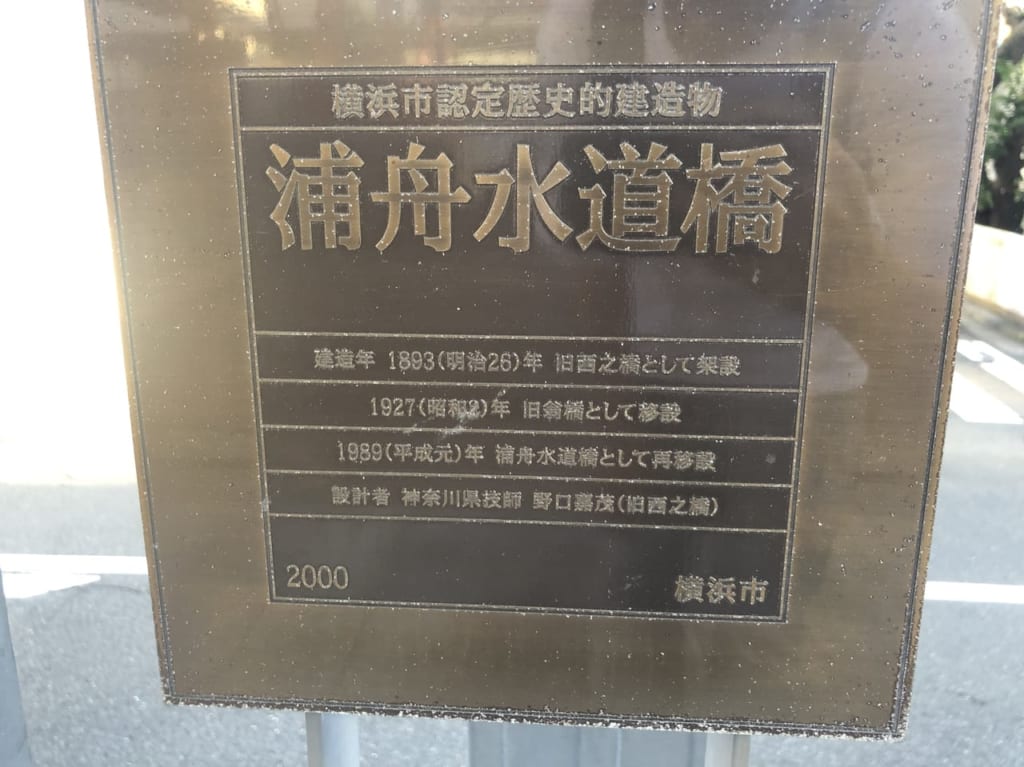 横浜市認定歴史的建造物
浦舟水道橋
建造年 1893(明治26)年 旧西之橋として架設
1927(昭和2)年 旧翁橋として移設
1989(平成元)年 浦舟水道橋として再移設
設計者 神奈川県技師 野口嘉茂(旧西之橋)
2000 横浜市